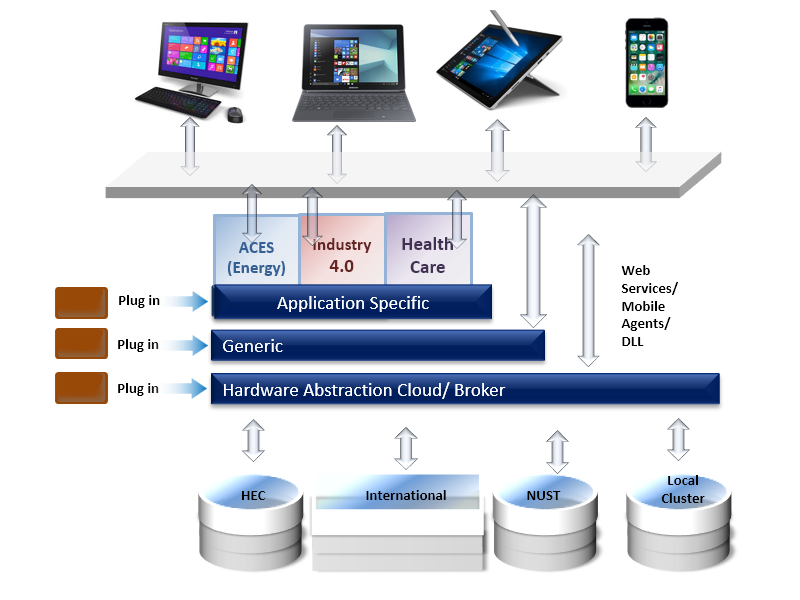 ACES
(Energy)
Industry
4.0
Health
Care
Web
Services/
Mobile
Agents/
DLL
Plug in
Application Specific
Plug in
Generic
Plug in
Hardware Abstraction Cloud/ Broker
HEC
International
NUST
Local
Cluster